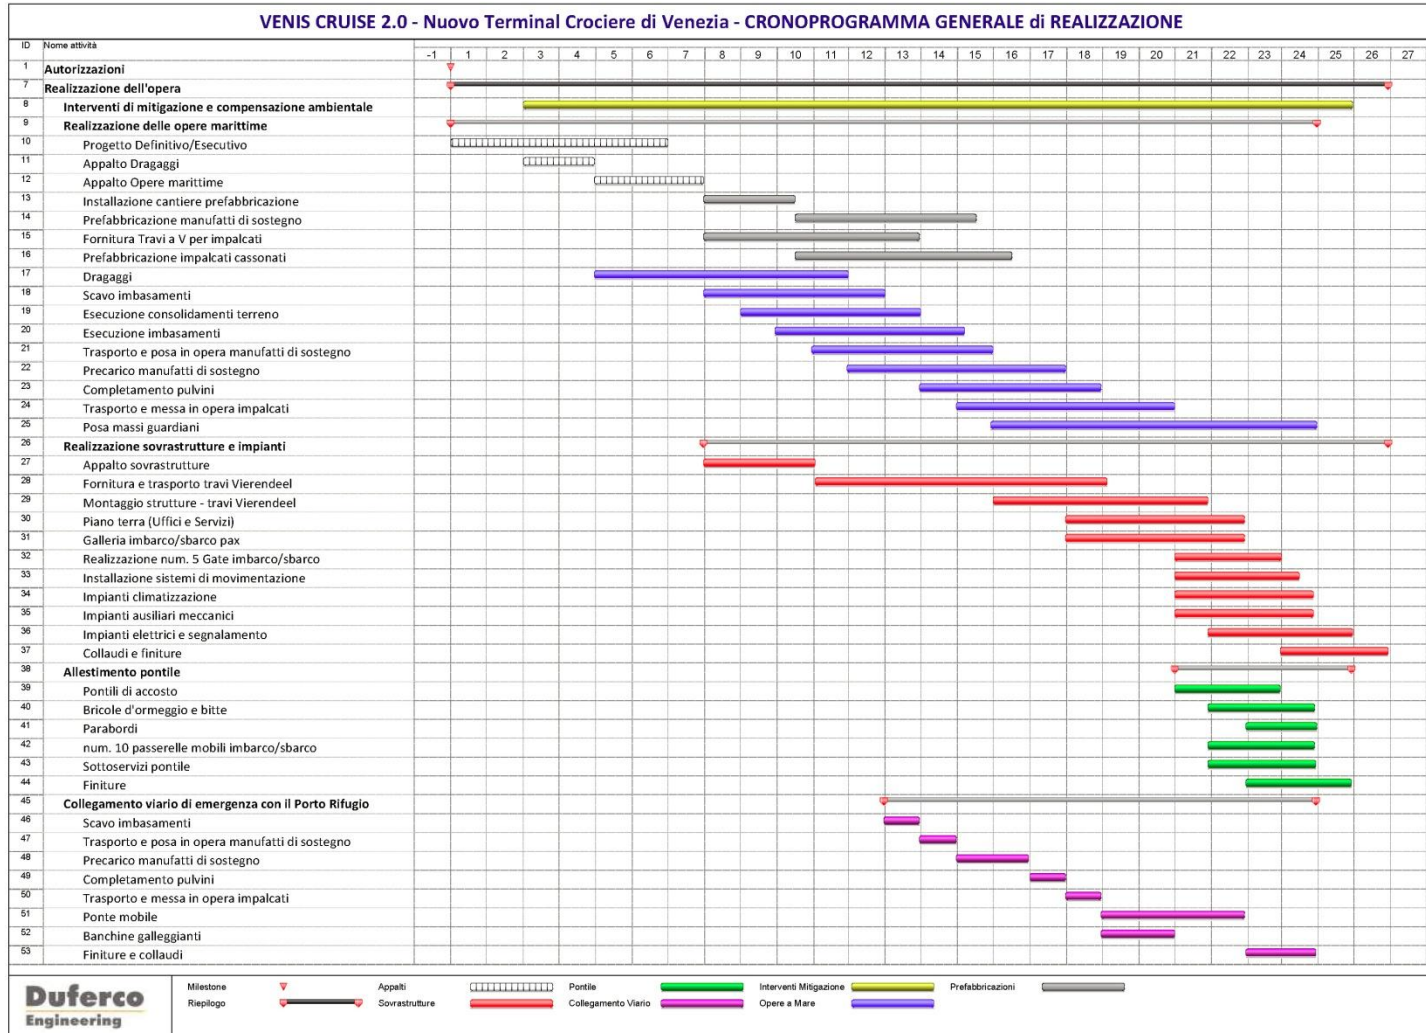 VENIS CRUISE 2.0 - Nuovo Terminal Crociere di Venezia - CRONOPROGRAMMA GENERALE di REALIZZAZIONE
ID Nome attività -1 1 2 3 4 5 6 7 8 9 10 11 12 13 14 15 16 17 18 19 20 21 22 23 24 25 26 27
1 Autorizzazioni
7 Realizzazione dell'opera
8 Interventi di mitigazione e compensazione ambientale
9 Realizzazione delle opere marittime
10 Progetto Definitivo/Esecutivo
11 Appalto Dragaggi
12 Appalto Opere marittime
13 Installazione cantiere prefabbricazione
14 Prefabbricazione manufatti di sostegno
15 Fornitura Travi a V per impalcati
16 Prefabbricazione impalcati cassonati
17 Dragaggi
18 Scavo imbasamenti
19 Esecuzione consolidamenti terreno
20 Esecuzione imbasamenti
21 Trasporto e posa in opera manufatti di sostegno
22 Precarico manufatti di sostegno
23 Completamento pulvini
24 Trasporto e messa in opera impalcati
25 Posa massi guardiani
26 Realizzazione sovrastrutture e impianti
27 Appalto sovrastrutture
28 Fornitura e trasporto travi Vierendeel
29 Montaggio strutture - travi Vierendeel
30 Piano terra (Uffici e Servizi)
31 Galleria imbarco/sbarco pax
32 Realizzazione num. 5 Gate imbarco/sbarco
33 Installazione sistemi di movimentazione
34 Impianti climatizzazione
35 Impianti ausiliari meccanici
36 Impianti elettrici e segnalamento
37 Collaudi e finiture
38 Allestimento pontile
39 Pontili di accosto
40 Bricole d'ormeggio e bitte
41 Parabordi
42 num. 10 passerelle mobili imbarco/sbarco
43 Sottoservizi pontile
44 Finiture
45 Collegamento viario di emergenza con il Porto Rifugio
46 Scavo imbasamenti
47 Trasporto e posa in opera manufatti di sostegno
48 Precarico manufatti di sostegno
49 Completamento pulvini
50 Trasporto e messa in opera impalcati
51 Ponte mobile
52 Banchine galleggianti
53 Finiture e collaudi
Duferco
Engineering
Milestone Appalti Pontile Interventi Mitigazione Prefabbricazioni
Riepilogo Sovrastrutture Collegamento Viario Opere a Mare